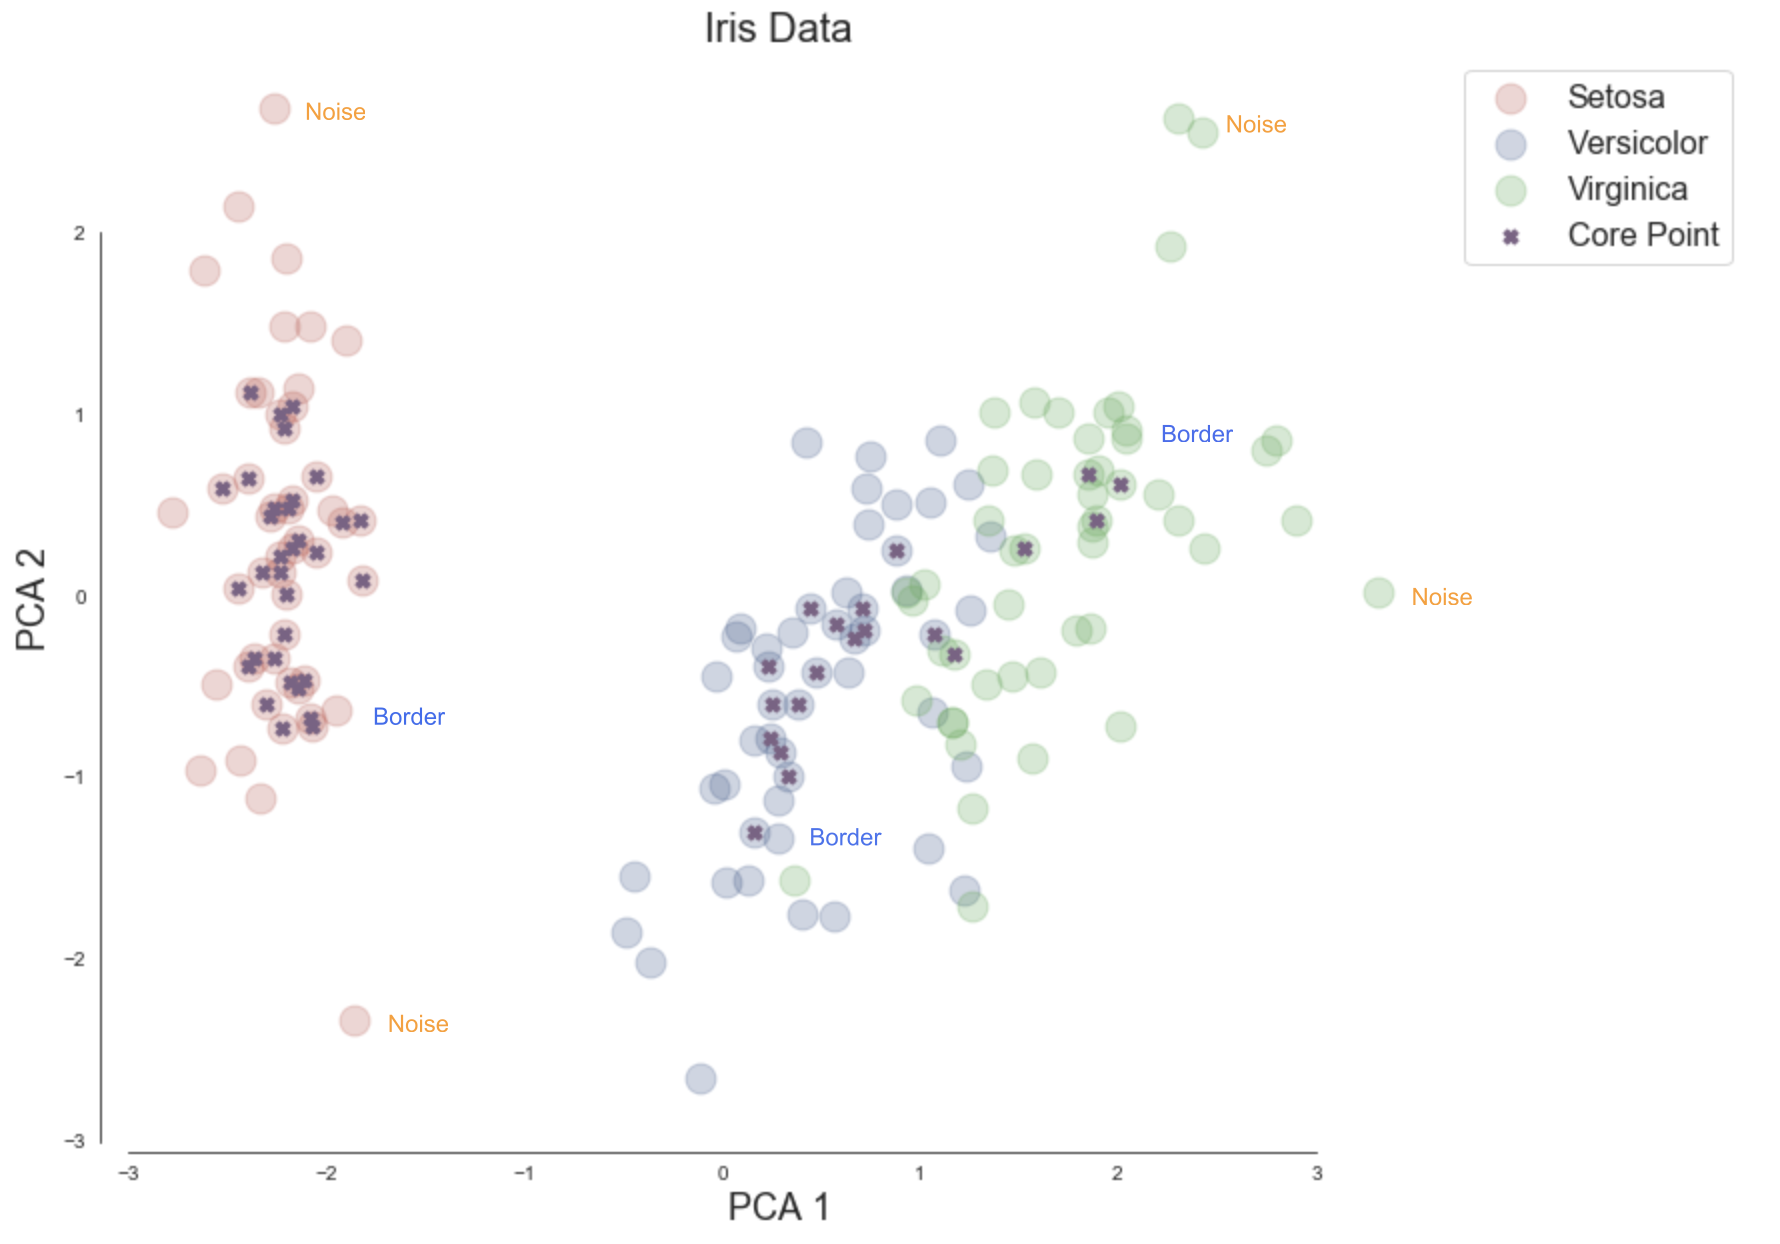 Iris Data
Noise
Noise
Setosa
Versicolor
Virginica
Core Point
2
1
Border
PCA 2
0
Noise
Border
−1
Border
−2
Noise
−3
−3
−2
−1
0
1
2
3
PCA 1